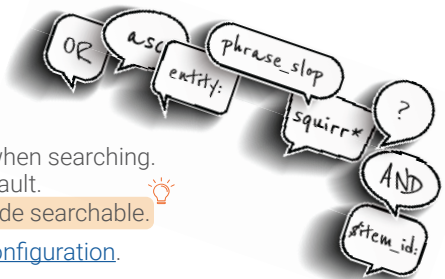 OR
asc
entity:
phrase_slop
squirr*
?
AND
$item_id:
when searching.
ault.
de searchable.
onfiguration.